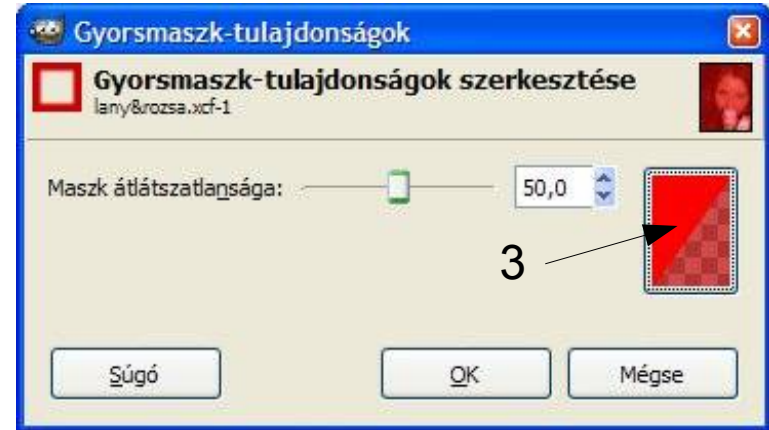 Gyorsmaszk-tulajdonságok
Gyorsmaszk-tulajdonságok szerkesztése
lany&rozsa.xcf-1
Maszk átlátszatlansága: 50,0
3
Súgó OK Mégse